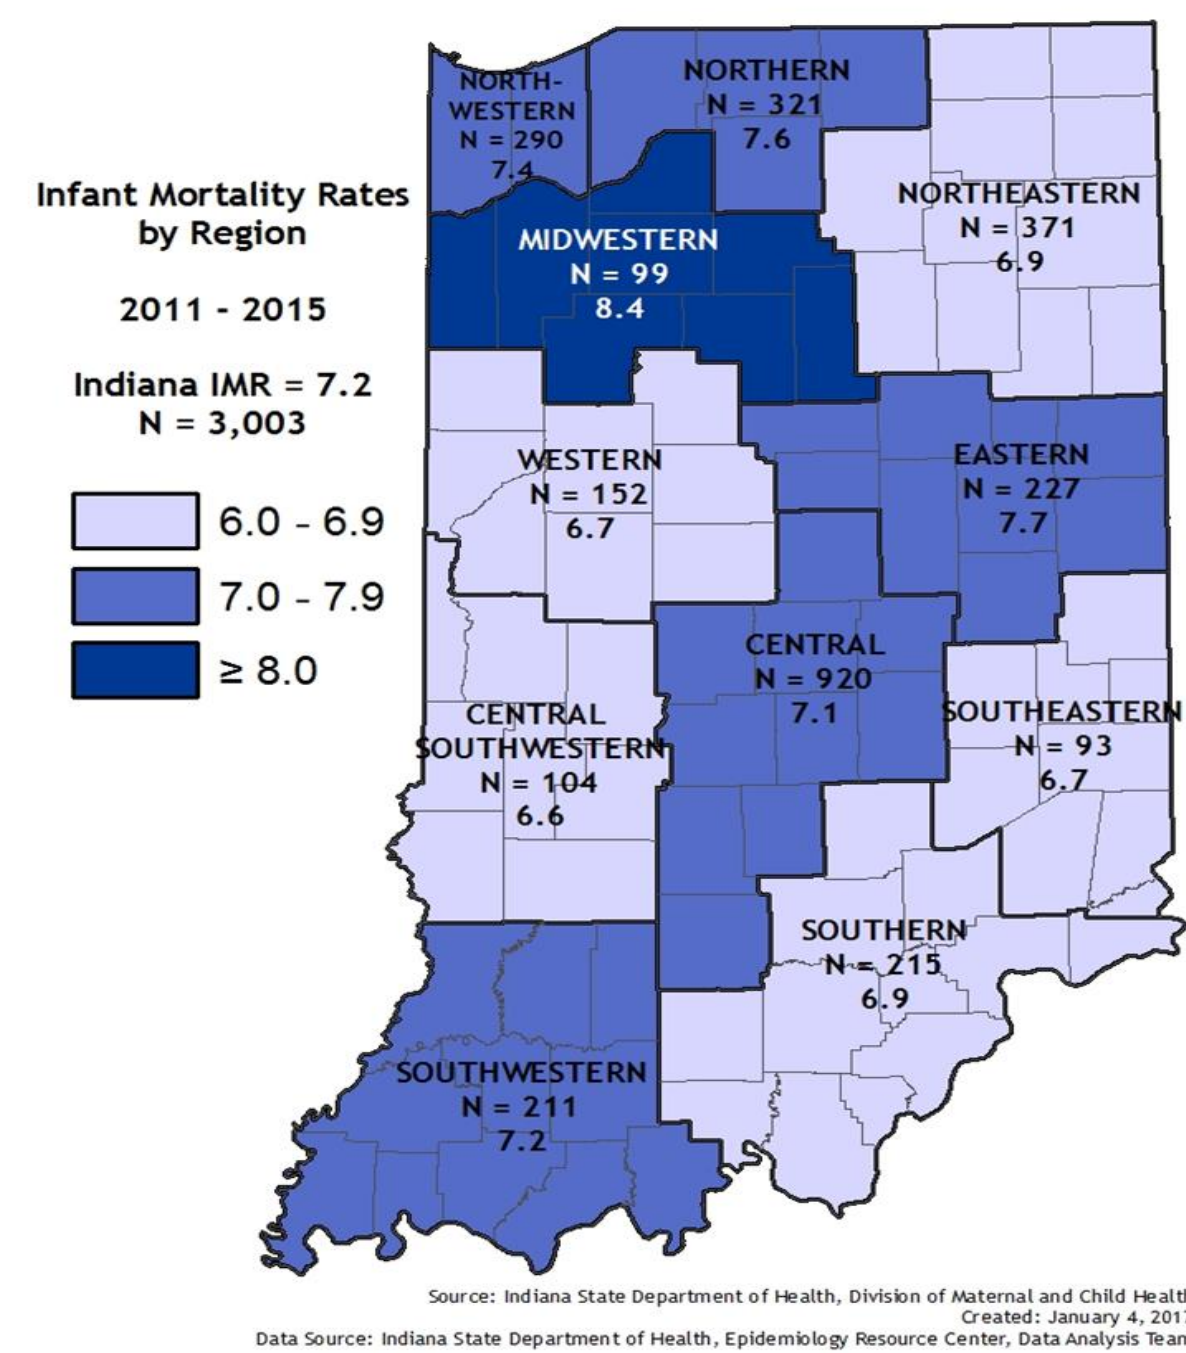 Infant Mortality Rates
by Region
2011 - 2015
Indiana IMR = 7.2
N = 3,003
6.0 - 6.9
7.0 - 7.9
≥ 8.0
NORTH-
WESTERN
N = 290
7.4
NORTHERN
N = 321
7.6
NORTHEASTERN
N = 371
6.9
MIDWESTERN
N = 99
8.4
WESTERN
N = 152
6.7
EASTERN
N = 227
7.7
CENTRAL
N = 920
7.1
CENTRAL
SOUTHWESTERN
N = 104
6.6
SOUTHEASTERN
N = 93
6.7
SOUTHERN
N = 215
6.9
SOUTHWESTERN
N = 211
7.2
Source: Indiana State Department of Health, Division of Maternal and Child Health
Created: January 4, 2017
Data Source: Indiana State Department of Health, Epidemiology Resource Center, Data Analysis Team